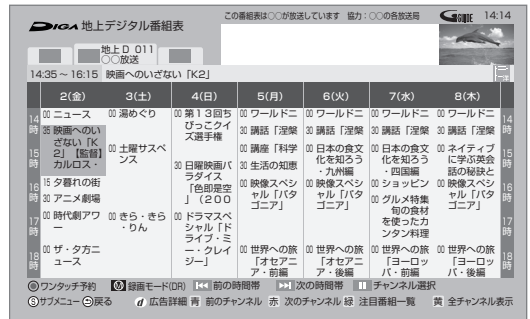 この番組表は○○が放送しています 協力：○○の各放送局
GGUIDE 14:14
DIGA 地上デジタル番組表
地上D 011
○○放送
14:35～16:15 映画へのいざない「K2」
2(金) 3(土) 4(日) 5(月) 6(火) 7(水) 8(木)
14時
15時
16時
17時
18時
00 ニュース
35 映画へのい
ざない「K
2」【監督】
カルロス・
15 夕暮れの街
30 アニメ劇場
00 時代劇アワ
ー
00 ザ・夕方ニ
ュース
00 湯めぐり
00 土曜サスペ
ンス
00 きら・きら
・りん
00 第13回ち
びっこクイ
ズ選手権
30 日曜映画パ
ラダイス
「色即是空
」（200
00 ドラマスペ
シャル「ド
ライブ・ミ
ー・クレイ
ジー」
00 ワールドニ
30 講話「涅槃
00 講座「科学
30 生活の知恵
00 映像スペシ
ャル「パタ
ゴニア」
00 世界への旅
「オセアニ
ア・前編
00 ワールドニ
30 講話「涅槃
00 日本の食文
化を知ろう
・九州編
00 映像スペシ
ャル「パタ
ゴニア」
00 世界への旅
「オセアニ
ア・後編
00 ワールドニ
30 講話「涅槃
00 日本の食文
化を知ろう
・四国編
00 ショッピン
00 グルメ特集
旬の食材
を使ったカ
ンタン料理
00 世界への旅
「ヨーロッ
パ・前編
00 ワールドニ
30 講話「涅槃
00 ネイティブ
に学ぶ英会
話の秘訣と
00 映像スペシ
ャル「パタ
ゴニア」
00 世界への旅
「ヨーロッ
パ・後編
ワンタッチ予約 M 録画モード(DR) 前の時間帯 次の時間帯 チャンネル選択
S サブメニュー 戻る d 広告詳細 青 前のチャンネル 赤 次のチャンネル 緑 注目番組一覧 黄 全チャンネル表示